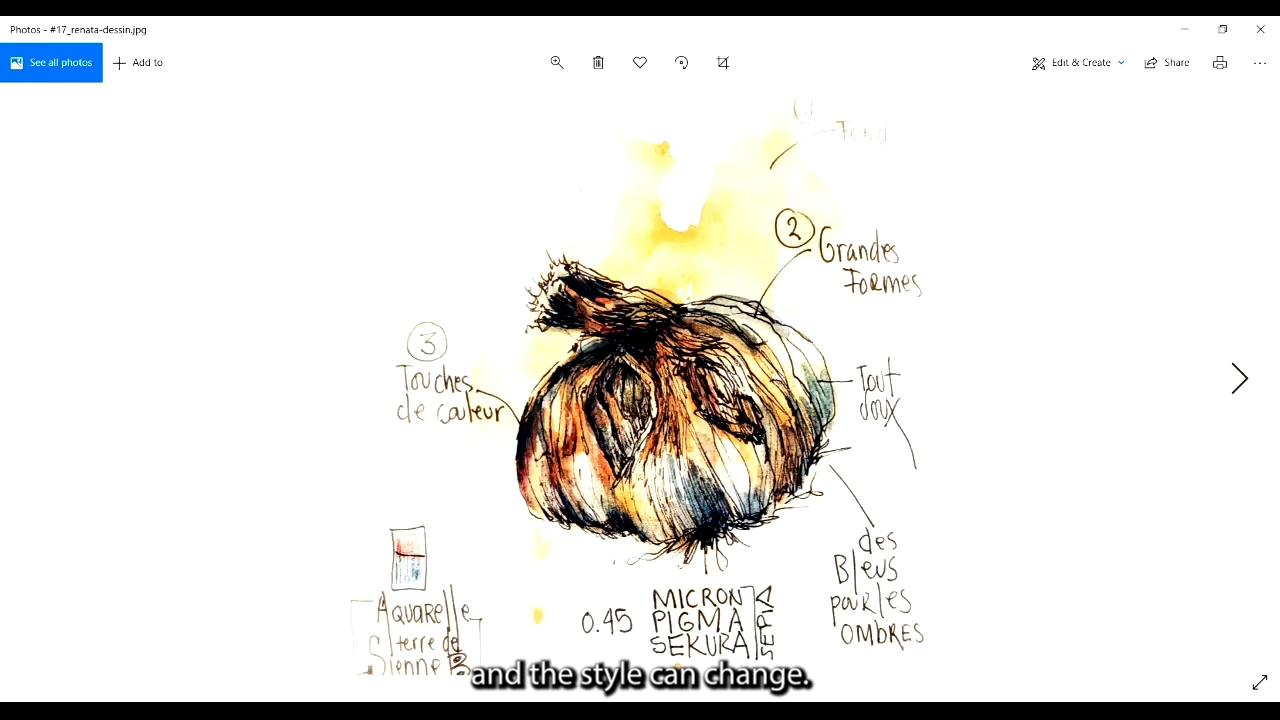 Photos - #17_renata-dessin.jpg
See all photos
Add to
Edit & Create
Share
1
Fond
2
Grandes
Formes
3
Touches
de couleur
Tout
doux
des
Bleus
pour les
OMBRES
Aquarelle
terre de
Sienne B
0.45
MICRON
PIGMA
SEKURA
SEPIA
and the style can change.